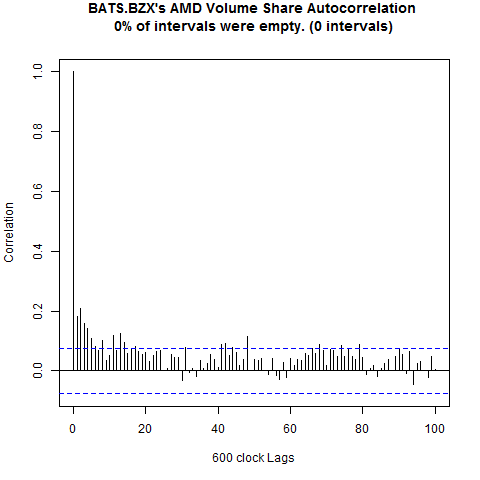 BATS.BZX's AMD Volume Share Autocorrelation
0% of intervals were empty. (0 intervals)
Correlation
1.0
0.8
0.6
0.4
0.2
0.0
0 20 40 60 80 100
600 clock Lags